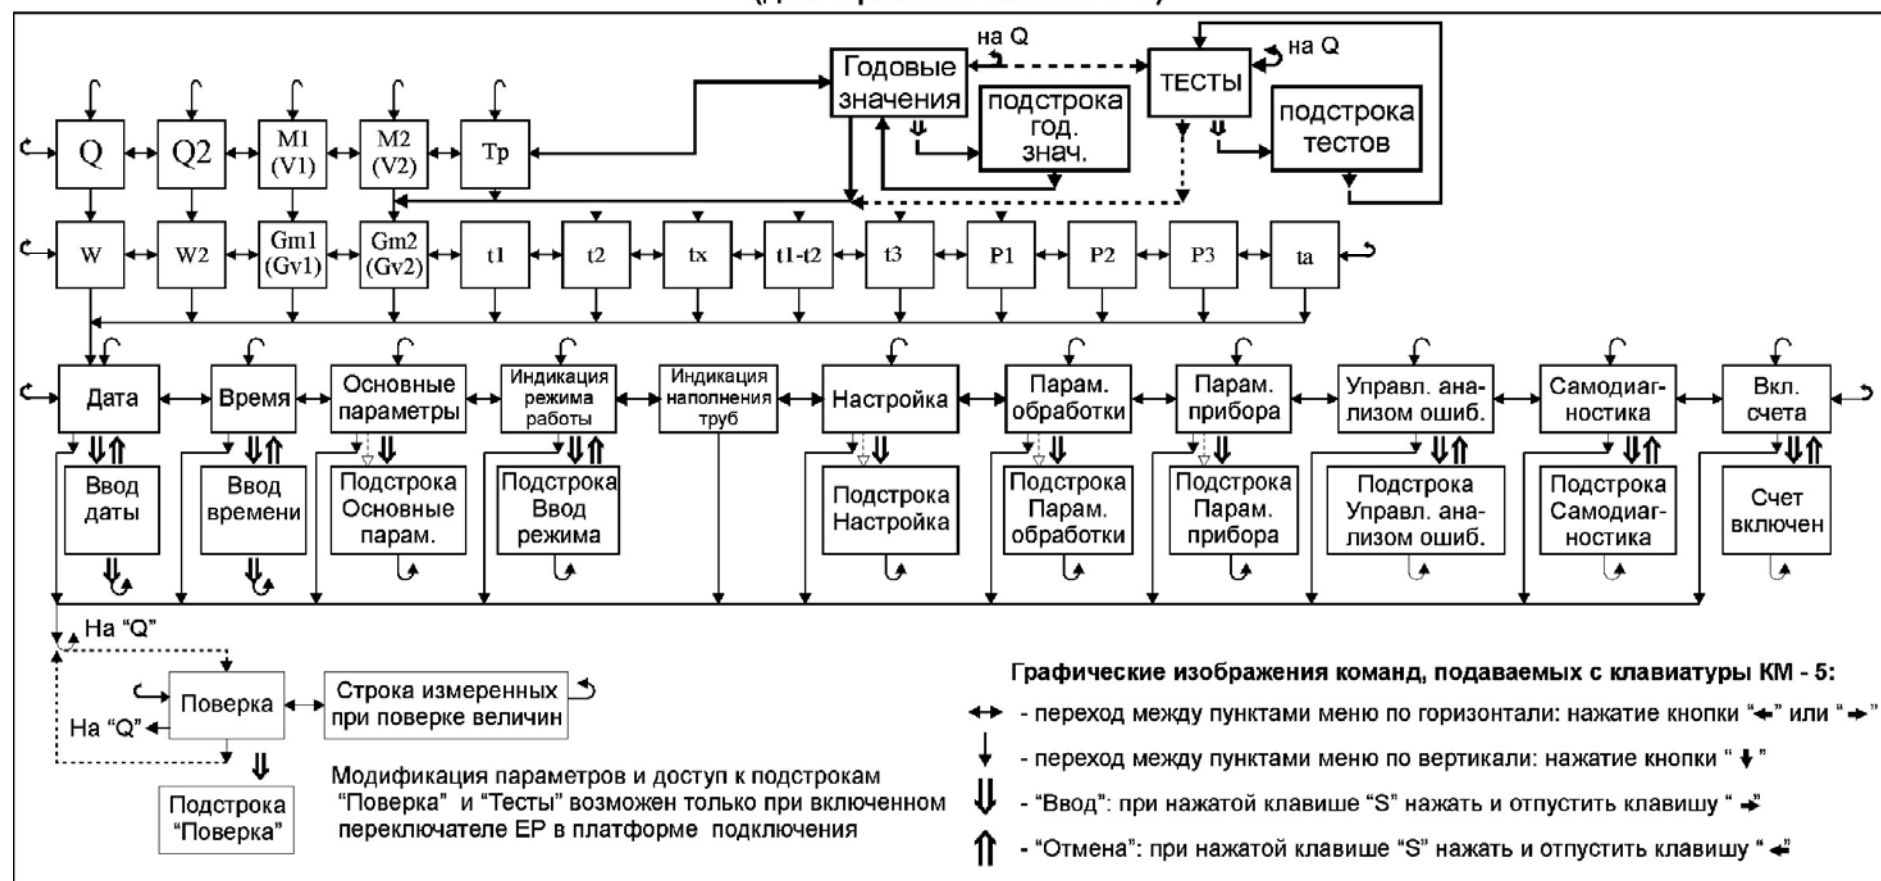 на Q
на Q
Годовые
значения
ТЕСТЫ
подстрока
год.
знач.
подстрока
тестов
Q
Q2
M1
(V1)
M2
(V2)
Tp
W
W2
Gm1
(Gv1)
Gm2
(Gv2)
t1
t2
tx
t1-t2
t3
P1
P2
P3
ta
Дата
Время
Основные
параметры
Индикация
режима
работы
Индикация
наполнения
труб
Настройка
Парам.
обработки
Парам.
прибора
Управл. ана-
лизом ошиб.
Самодиаг-
ностика
Вкл.
счета
Ввод
даты
Ввод
времени
Подстрока
Основные
парам.
Подстрока
Ввод
режима
Подстрока
Настройка
Подстрока
Парам.
обработки
Подстрока
Парам.
прибора
Подстрока
Управл. ана-
лизом ошиб.
Подстрока
Самодиаг-
ностика
Счет
включен
На “Q”
Поверка
Строка измеренных
при поверке величин
На “Q”
Подстрока
“Поверка”
Модификация параметров и доступ к подстрокам
“Поверка” и “Тесты” возможен только при включенном
переключателе EP в платформе подключения
Графические изображения команд, подаваемых с клавиатуры КМ - 5:
- переход между пунктами меню по горизонтали: нажатие кнопки “←” или “→”
- переход между пунктами меню по вертикали: нажатие кнопки “↓”
- “Ввод”: при нажатой клавише “S” нажать и отпустить клавишу “→”
- “Отмена”: при нажатой клавише “S” нажать и отпустить клавишу “←”